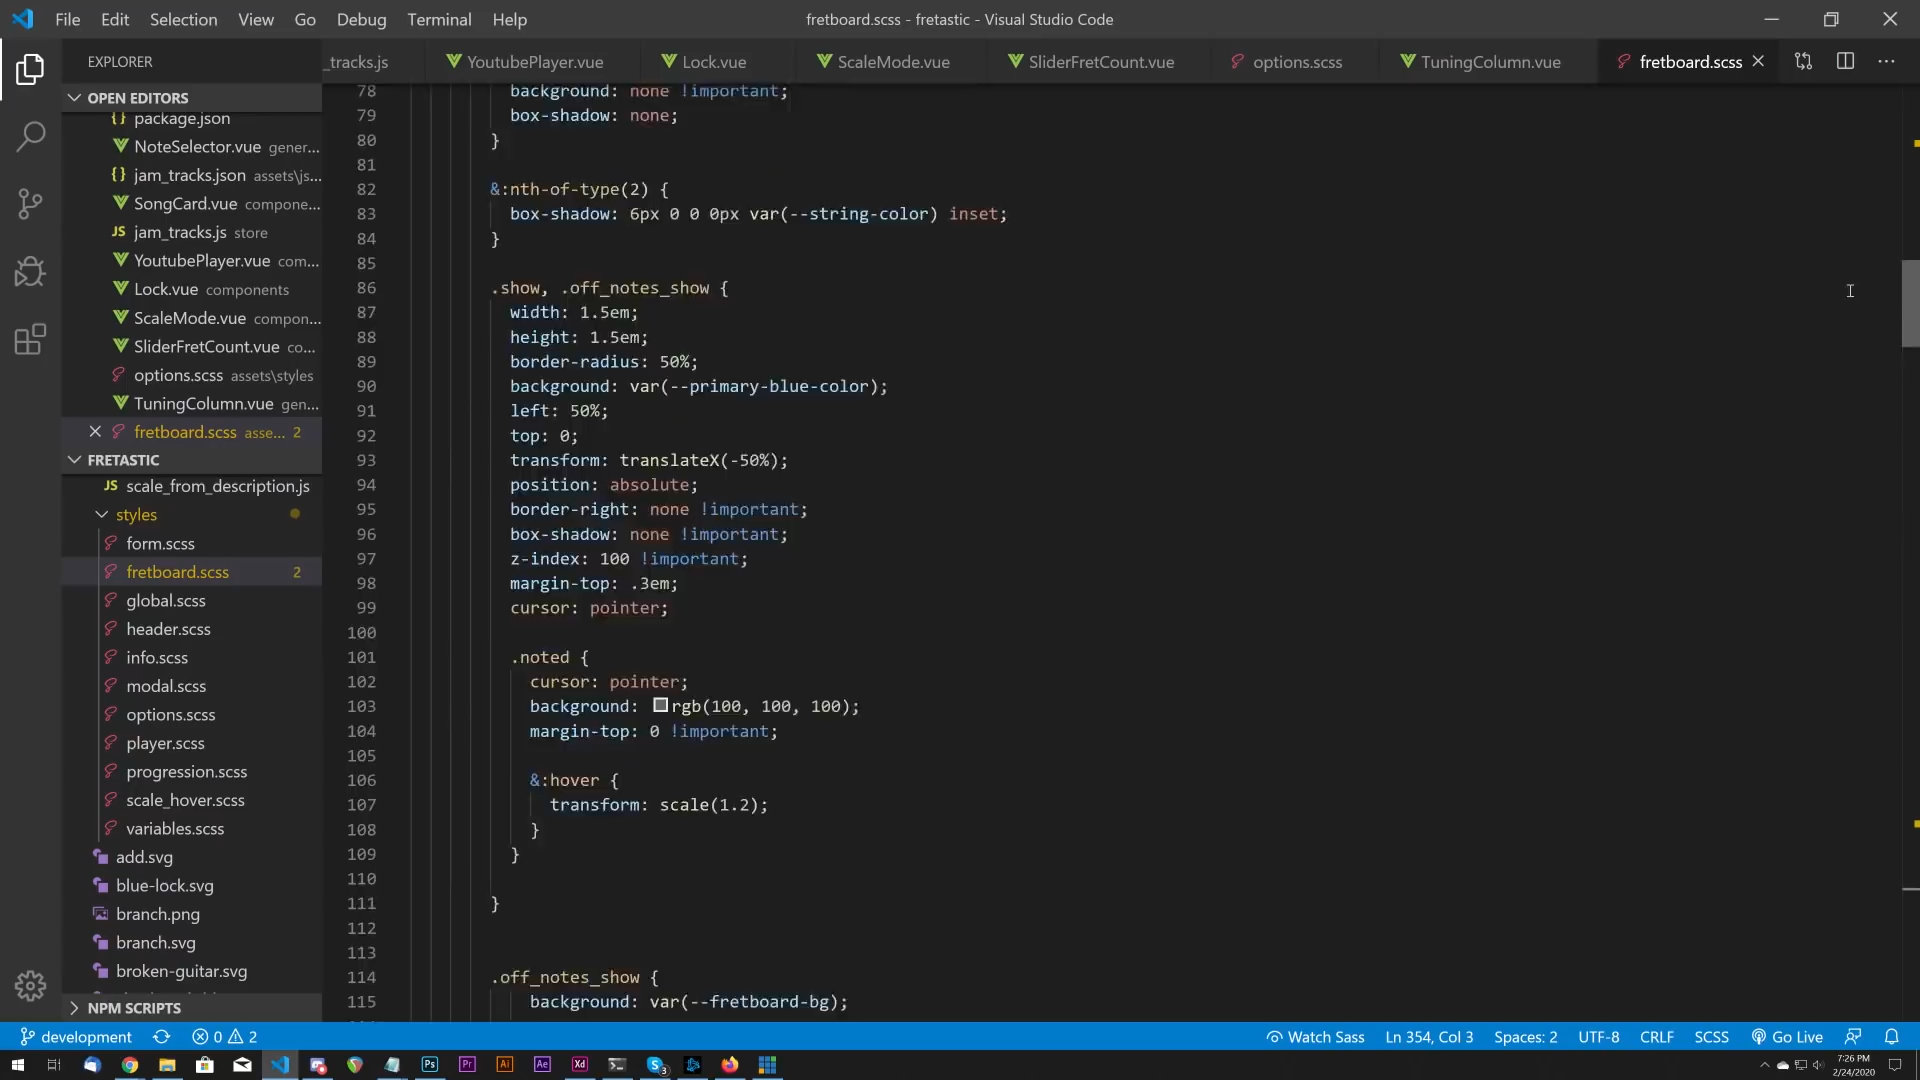 File Edit Selection View Go Debug Terminal Help
fretboard.scss - fretastic - Visual Studio Code
EXPLORER
_tracks.js YoutubePlayer.vue Lock.vue ScaleMode.vue SliderFretCount.vue options.scss TuningColumn.vue fretboard.scss
OPEN EDITORS
package.json
NoteSelector.vue gener...
jam_tracks.json assets\js...
SongCard.vue compone...
JS jam_tracks.js store
YoutubePlayer.vue com...
Lock.vue components
ScaleMode.vue compon...
SliderFretCount.vue co...
options.scss assets\styles
TuningColumn.vue gen...
fretboard.scss asse... 2
FRETASTIC
JS scale_from_description.js
styles
form.scss
fretboard.scss 2
global.scss
header.scss
info.scss
modal.scss
options.scss
player.scss
progression.scss
scale_hover.scss
variables.scss
add.svg
blue-lock.svg
branch.png
branch.svg
broken-guitar.svg
NPM SCRIPTS
78 background: none !important;
79 box-shadow: none;
80 }
81
82 &:nth-of-type(2) {
83 box-shadow: 6px 0 0 0px var(--string-color) inset;
84 }
85
86 .show, .off_notes_show {
87 width: 1.5em;
88 height: 1.5em;
89 border-radius: 50%;
90 background: var(--primary-blue-color);
91 left: 50%;
92 top: 0;
93 transform: translateX(-50%);
94 position: absolute;
95 border-right: none !important;
96 box-shadow: none !important;
97 z-index: 100 !important;
98 margin-top: .3em;
99 cursor: pointer;
100
101 .noted {
102 cursor: pointer;
103 background: rgb(100, 100, 100);
104 margin-top: 0 !important;
105
106 &:hover {
107 transform: scale(1.2);
108 }
109 }
110
111 }
112
113
114 .off_notes_show {
115 background: var(--fretboard-bg);
development 0 2 Watch Sass Ln 354, Col 3 Spaces: 2 UTF-8 CRLF SCSS Go Live
Ps Pr Ai Ae Xd S 3
7:26 PM
2/24/2020